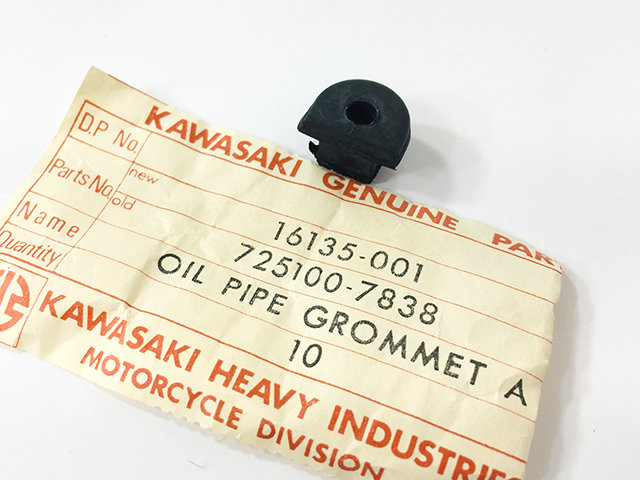 KAWASAKI GENUINE PAR
D.P No.
Parts No. new 16135-001
old 725100-7838
Name OIL PIPE GROMMET A
Quantity 10
KAWASAKI HEAVY INDUSTRIES
MOTORCYCLE DIVISION